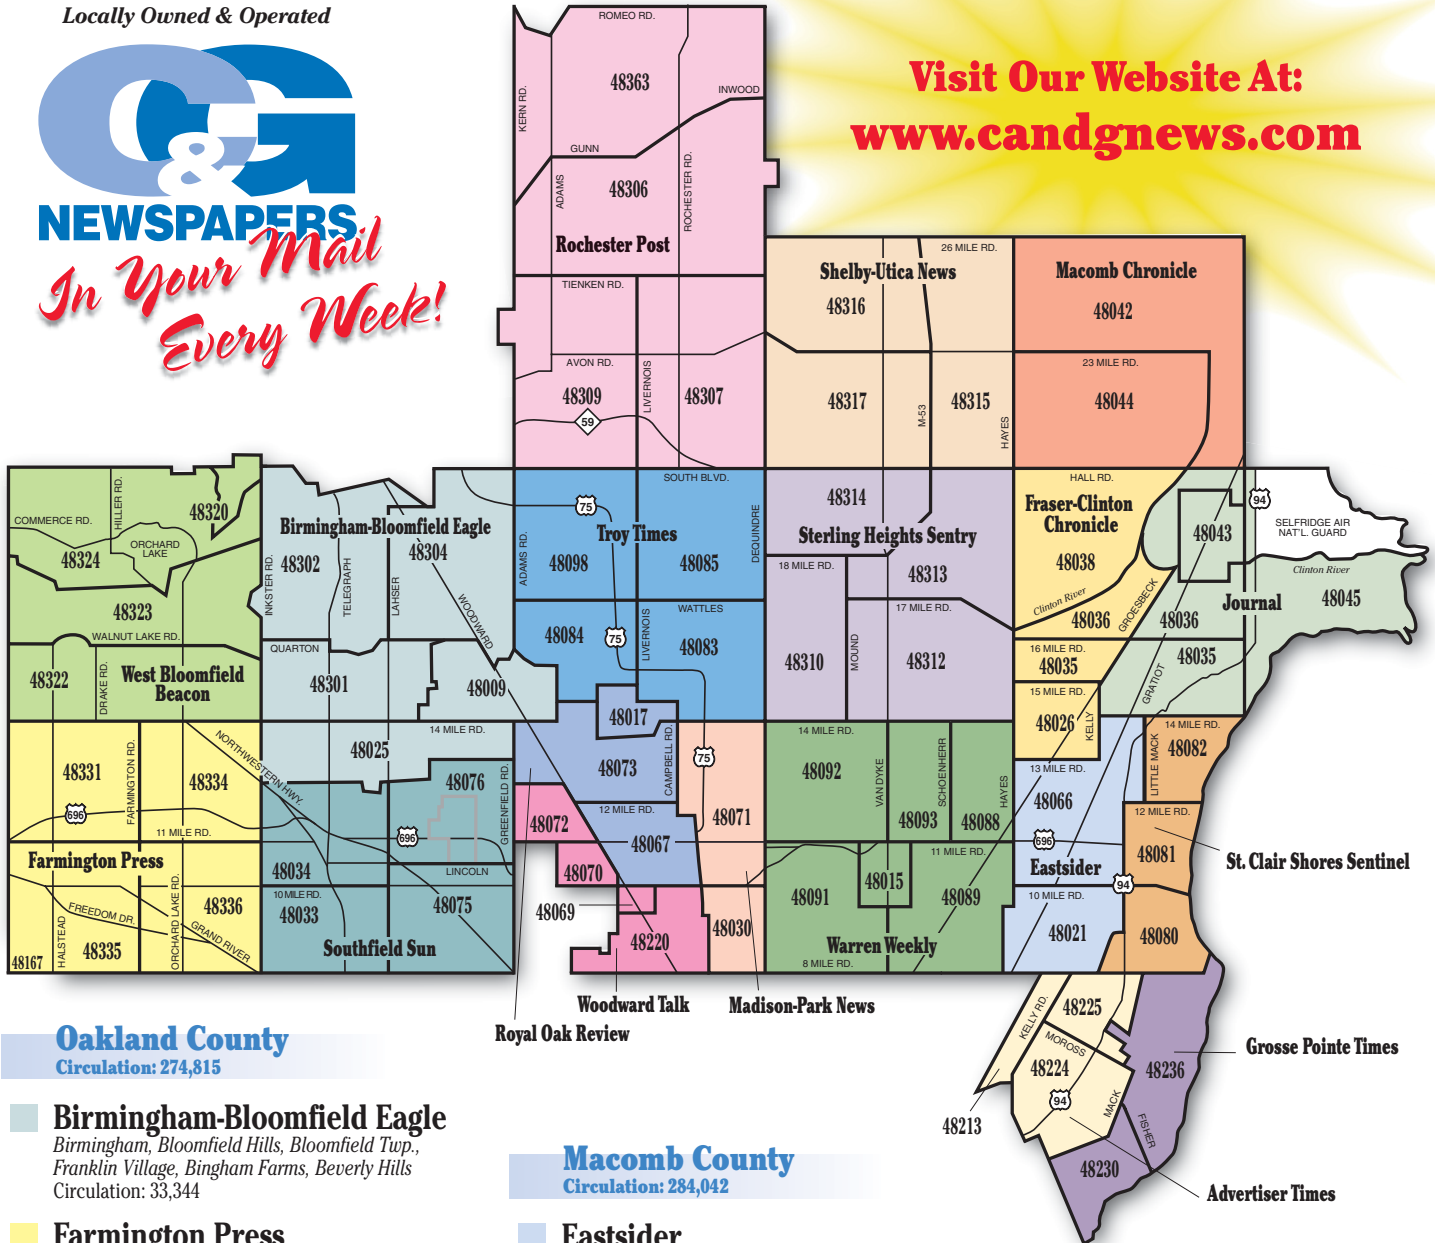 Locally Owned & Operated
C&G
NEWSPAPERS
In Your Mail
Every Week!
Visit Our Website At:
www.candgnews.com
ROMEO RD.
KERN RD.
48363
INWOOD
GUNN
ADAMS
48306
ROCHESTER RD.
Rochester Post
TIENKEN RD.
AVON RD.
48309
LIVERNOIS
48307
59
26 MILE RD.
Shelby-Utica News
48316
48317
M-53
48315
HAYES
Macomb Chronicle
48042
23 MILE RD.
48044
COMMERCE RD.
HILLER RD.
48320
ORCHARD
LAKE
48324
48323
WALNUT LAKE RD.
48322
DRAKE RD.
West Bloomfield
Beacon
Birmingham-Bloomfield Eagle
48302
48304
INKSTER RD.
TELEGRAPH
LAHSER
WOODWARD
QUARTON
48301
48009
14 MILE RD.
48025
SOUTH BLVD.
75
Troy Times
ADAMS RD.
48098
48085
DEQUINDRE
WATTLES
48084
75
LIVERNOIS
48083
48314
Sterling Heights Sentry
18 MILE RD.
48313
17 MILE RD.
48310
MOUND
48312
HALL RD.
Fraser-Clinton
Chronicle
48038
Clinton River
48036
GROESBECK
16 MILE RD.
48035
15 MILE RD.
48026
KELLY
94
SELFRIDGE AIR
NAT'L. GUARD
48043
Clinton River
Journal
48045
48036
48035
GRATIOT
48331
FARMINGTON RD.
48334
NORTHWESTERN HWY.
696
11 MILE RD.
Farmington Press
HALSTEAD
FREEDOM DR.
ORCHARD LAKE RD.
48336
GRAND RIVER
48335
48167
48076
GREENFIELD RD.
696
48034
LINCOLN
10 MILE RD.
48033
48075
Southfield Sun
48017
48073
CAMPBELL RD.
75
12 MILE RD.
48072
48067
48071
48070
48069
48220
48030
Woodward Talk
Madison-Park News
Royal Oak Review
14 MILE RD.
48092
VAN DYKE
SCHOENHERR
HAYES
48093
48088
11 MILE RD.
48091
48015
48089
Warren Weekly
8 MILE RD.
13 MILE RD.
48066
696
Eastsider
94
10 MILE RD.
48021
LITTLE MACK
14 MILE RD.
48082
12 MILE RD.
48081
48080
St. Clair Shores Sentinel
KELLY RD.
48225
MOROSS
48224
94
MACK
48236
FISHER
48213
48230
Grosse Pointe Times
Advertiser Times
Oakland County
Circulation: 274,815
Birmingham-Bloomfield Eagle
Birmingham, Bloomfield Hills, Bloomfield Twp.,
Franklin Village, Bingham Farms, Beverly Hills
Circulation: 33,344
Farmington Press
Macomb County
Circulation: 284,042
Eastsider